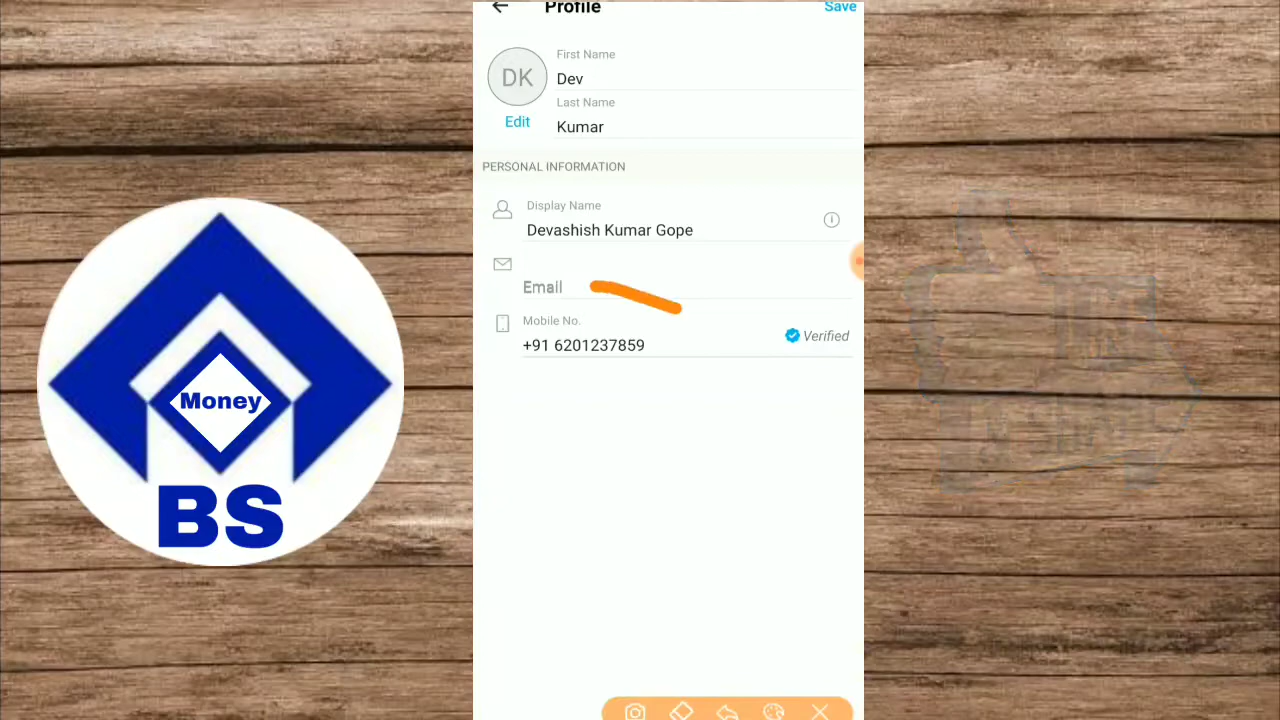 Profile
Save
DK
First Name
Dev
Last Name
Kumar
Edit
PERSONAL INFORMATION
Display Name
Devashish Kumar Gope
Email
Mobile No.
+91 6201237859
Verified
Money
BS